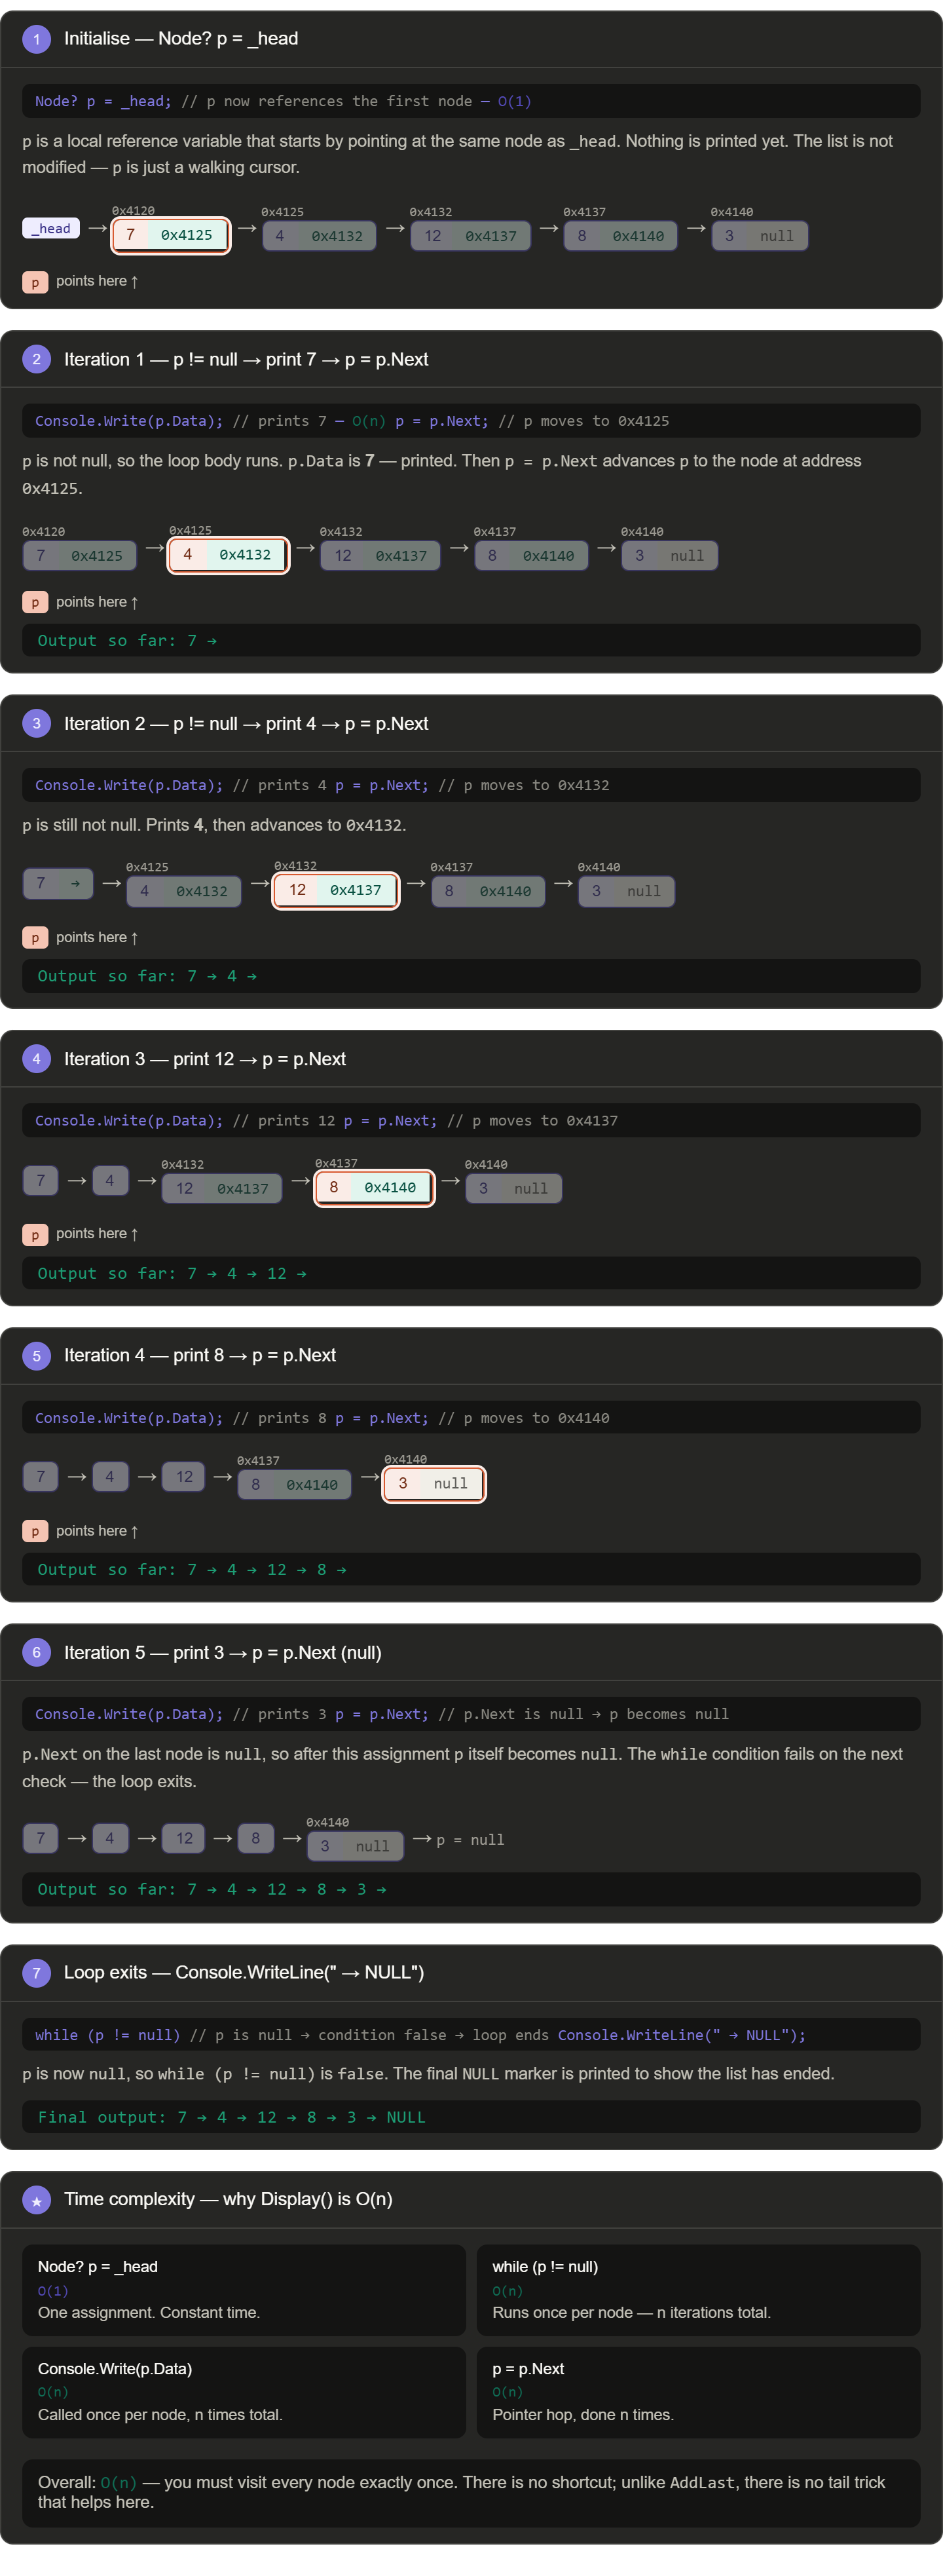 1 Initialise — Node? p = _head
Node? p = _head; // p now references the first node — O(1)
p is a local reference variable that starts by pointing at the same node as _head. Nothing is printed yet. The list is not
modified — p is just a walking cursor.
0x4120 0x4125 0x4132 0x4137 0x4140
_head → 7 0x4125 → 4 0x4132 → 12 0x4137 → 8 0x4140 → 3 null
p points here ↑
2 Iteration 1 — p != null → print 7 → p = p.Next
Console.Write(p.Data); // prints 7 — O(n) p = p.Next; // p moves to 0x4125
p is not null, so the loop body runs. p.Data is 7 — printed. Then p = p.Next advances p to the node at address
0x4125.
0x4120 0x4125 0x4132 0x4137 0x4140
7 0x4125 → 4 0x4132 → 12 0x4137 → 8 0x4140 → 3 null
p points here ↑
Output so far: 7 →
3 Iteration 2 — p != null → print 4 → p = p.Next
Console.Write(p.Data); // prints 4 p = p.Next; // p moves to 0x4132
p is still not null. Prints 4, then advances to 0x4132.
0x4125 0x4132 0x4137 0x4140
7 → → 4 0x4132 → 12 0x4137 → 8 0x4140 → 3 null
p points here ↑
Output so far: 7 → 4 →
4 Iteration 3 — print 12 → p = p.Next
Console.Write(p.Data); // prints 12 p = p.Next; // p moves to 0x4137
0x4132 0x4137 0x4140
7 → 4 → 12 0x4137 → 8 0x4140 → 3 null
p points here ↑
Output so far: 7 → 4 → 12 →
5 Iteration 4 — print 8 → p = p.Next
Console.Write(p.Data); // prints 8 p = p.Next; // p moves to 0x4140
0x4137 0x4140
7 → 4 → 12 → 8 0x4140 → 3 null
p points here ↑
Output so far: 7 → 4 → 12 → 8 →
6 Iteration 5 — print 3 → p = p.Next (null)
Console.Write(p.Data); // prints 3 p = p.Next; // p.Next is null → p becomes null
p.Next on the last node is null, so after this assignment p itself becomes null. The while condition fails on the next
check — the loop exits.
0x4140
7 → 4 → 12 → 8 → 3 null → p = null
Output so far: 7 → 4 → 12 → 8 → 3 →
7 Loop exits — Console.WriteLine(" → NULL")
while (p != null) // p is null → condition false → loop ends Console.WriteLine(" → NULL");
p is now null, so while (p != null) is false. The final NULL marker is printed to show the list has ended.
Final output: 7 → 4 → 12 → 8 → 3 → NULL
★ Time complexity — why Display() is O(n)
Node? p = _head
O(1)
One assignment. Constant time.
while (p != null)
O(n)
Runs once per node — n iterations total.
Console.Write(p.Data)
O(n)
Called once per node, n times total.
p = p.Next
O(n)
Pointer hop, done n times.
Overall: O(n) — you must visit every node exactly once. There is no shortcut; unlike AddLast, there is no tail trick
that helps here.